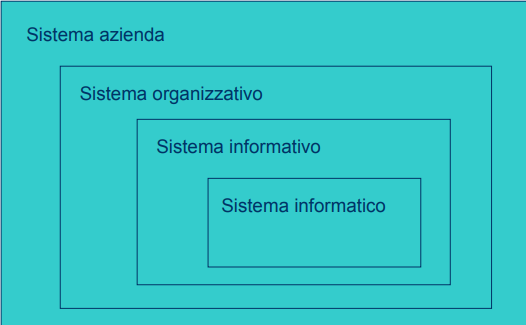 Sistema azienda
Sistema organizzativo
Sistema informativo
Sistema informatico